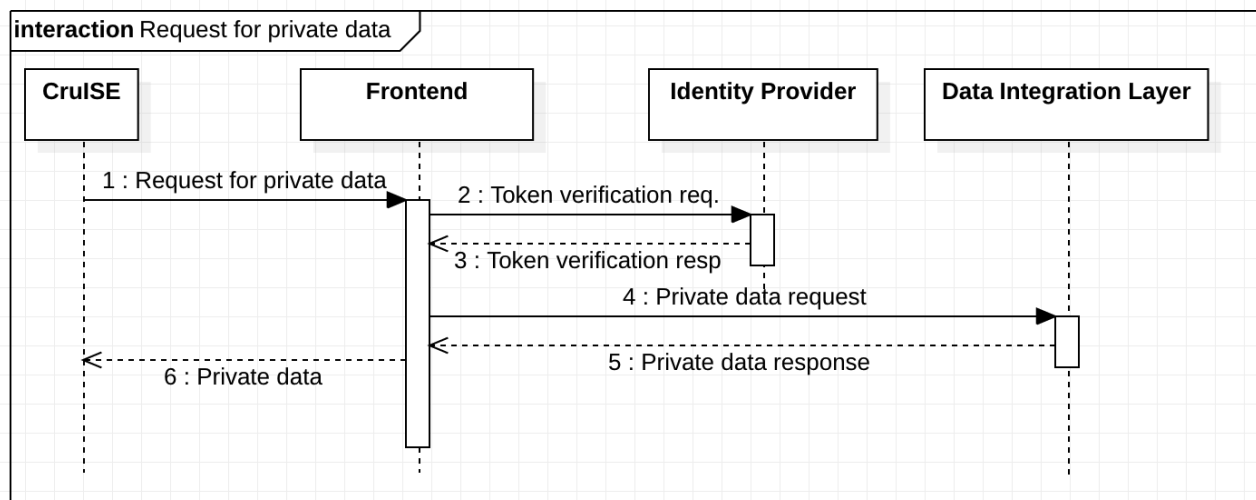 interaction Request for private data
CruISE
Frontend
Identity Provider
Data Integration Layer
1 : Request for private data
2 : Token verification req.
3 : Token verification resp
4 : Private data request
5 : Private data response
6 : Private data